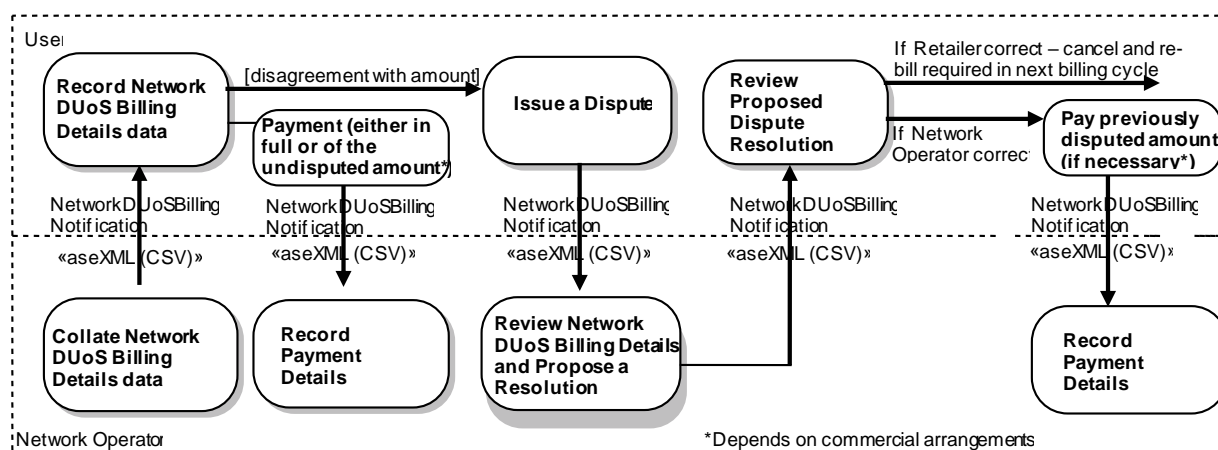 User
Record Network
DUoS Billing
Details data
[disagreement with amount]
Payment (either in
full or of the
undisputed amount*)
Issue a Dispute
Review
Proposed
Dispute
Resolution
If Retailer correct – cancel and re-
bill required in next billing cycle
If Network
Operator correct
Pay previously
disputed amount
(if necessary*)
NetworkDUoSBilling
Notification
«aseXML (CSV)»
NetworkDUoSBilling
Notification
«aseXML (CSV)»
NetworkDUoSBilling
Notification
«aseXML (CSV)»
NetworkDUoSBilling
Notification
«aseXML (CSV)»
NetworkDUoSBilling
Notification
«aseXML (CSV)»
Collate Network
DUoS Billing
Details data
Record
Payment
Details
Review Network
DUoS Billing Details
and Propose a
Resolution
Record
Payment
Details
Network Operator
*Depends on commercial arrangements